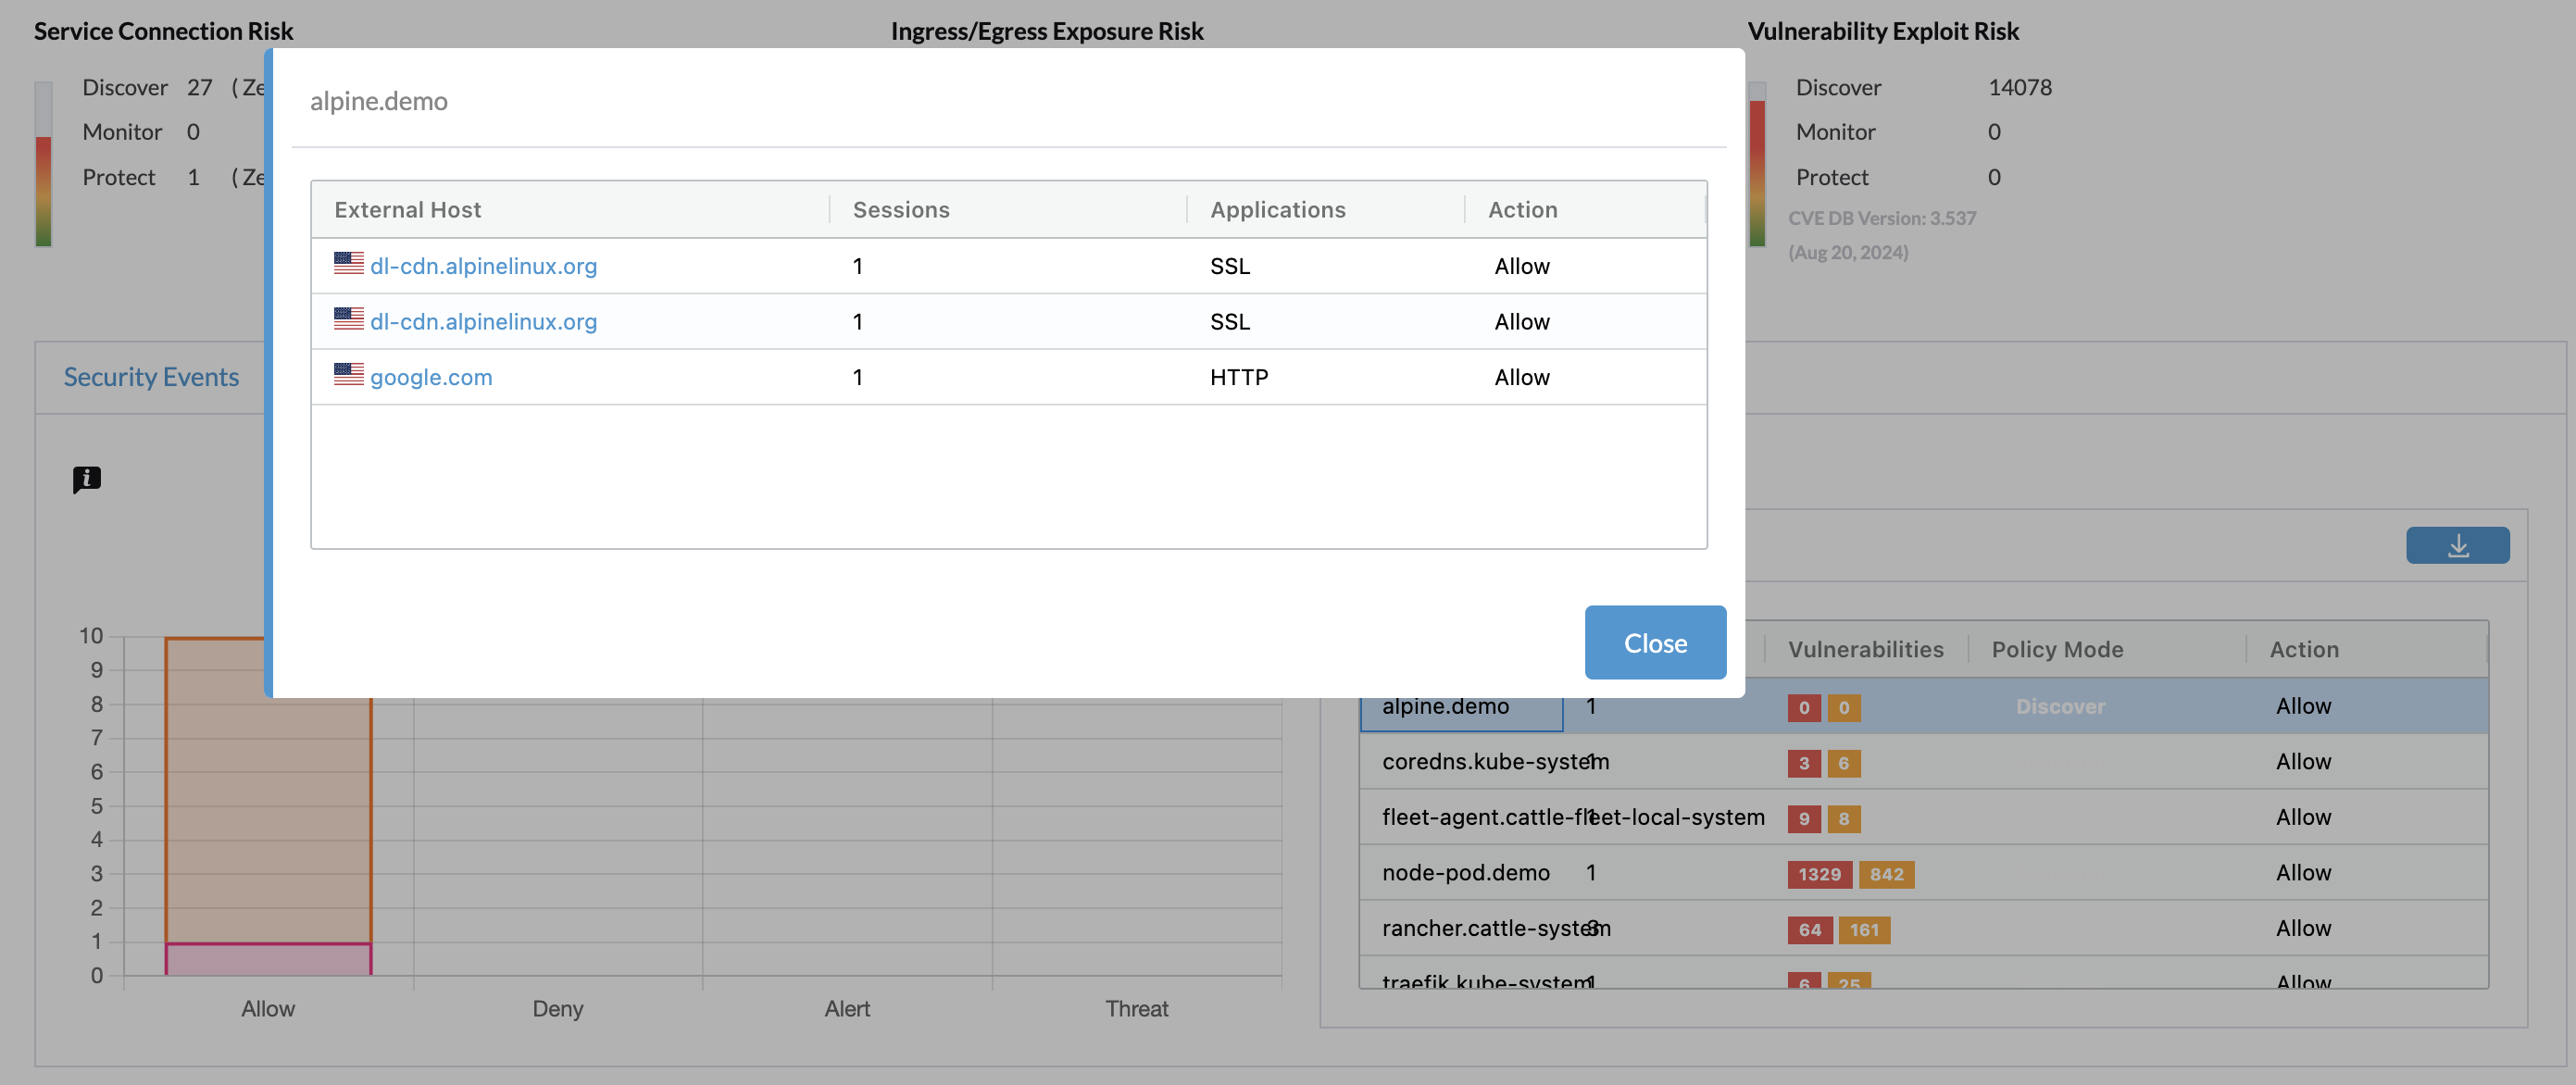 Service Connection Risk
Ingress/Egress Exposure Risk
Vulnerability Exploit Risk
Discover 27 (Ze
Monitor 0
Protect 1 (Ze
Discover 14078
Monitor 0
Protect 0
CVE DB Version: 3.537
(Aug 20, 2024)
alpine.demo
External Host Sessions Applications Action
dl-cdn.alpinelinux.org 1 SSL Allow
dl-cdn.alpinelinux.org 1 SSL Allow
google.com 1 HTTP Allow
Close
Security Events
10
9
8
7
6
5
4
3
2
1
0
Allow Deny Alert Threat
Vulnerabilities Policy Mode Action
alpine.demo 1 0 0 Discover Allow
coredns.kube-system 1 3 6 Allow
fleet-agent.cattle-fleet-local-system 1 9 8 Allow
node-pod.demo 1 1329 842 Allow
rancher.cattle-system 3 64 161 Allow
traefik.kube-system 1 6 25 Allow